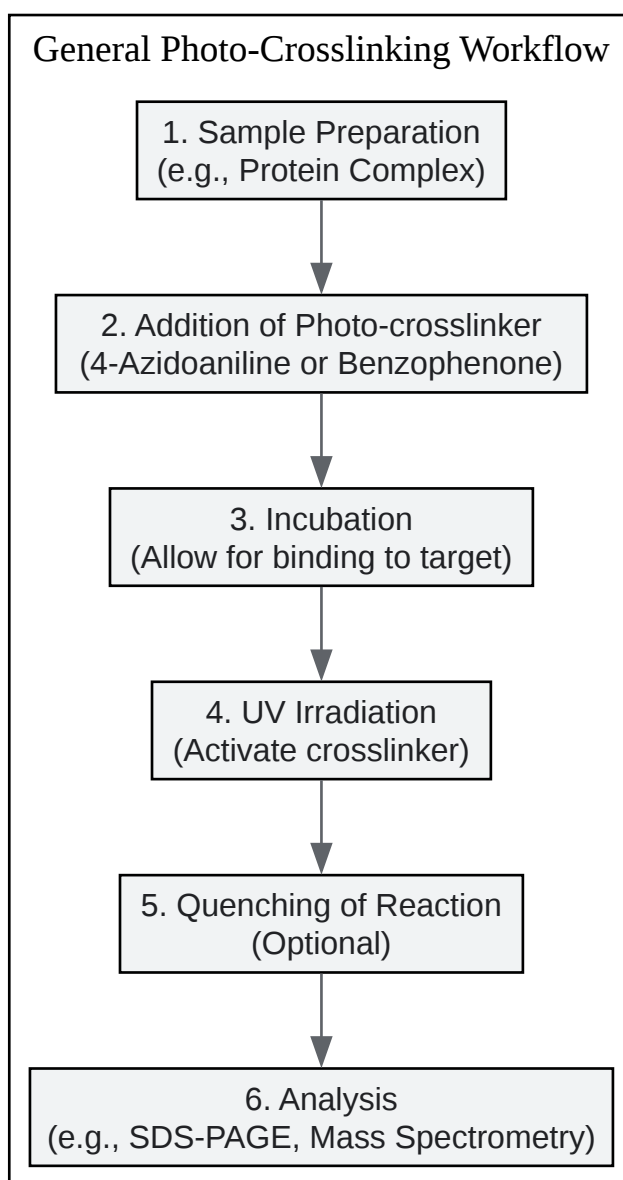 General Photo-Crosslinking Workflow
1. Sample Preparation
(e.g., Protein Complex)
2. Addition of Photo-crosslinker
(4-Azidoaniline or Benzophenone)
3. Incubation
(Allow for binding to target)
4. UV Irradiation
(Activate crosslinker)
5. Quenching of Reaction
(Optional)
6. Analysis
(e.g., SDS-PAGE, Mass Spectrometry)